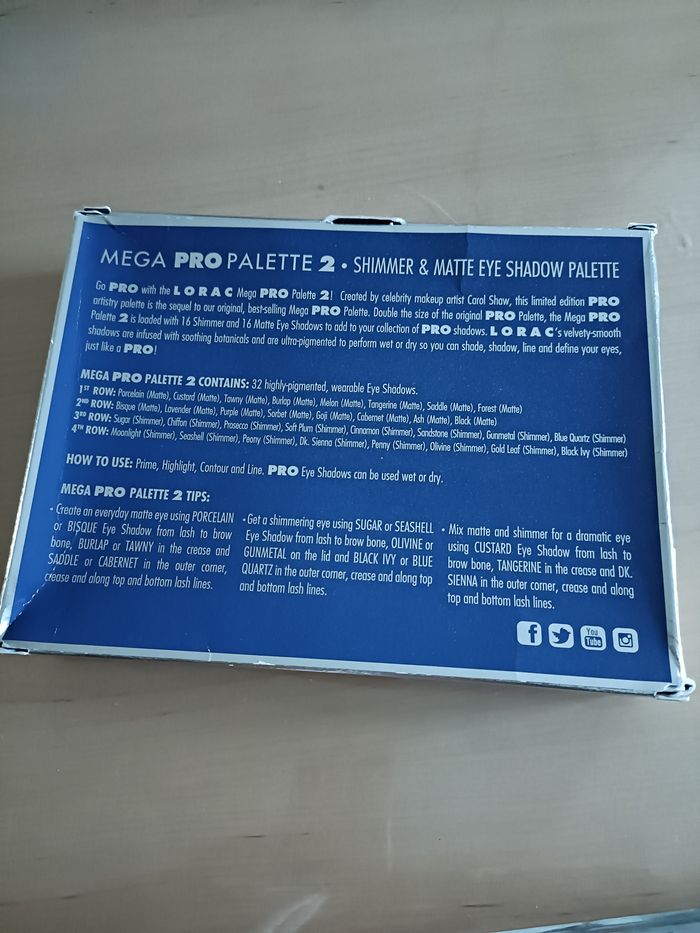 MEGA PRO PALETTE 2 • SHIMMER & MATTE EYE SHADOW PALETTE
Go PRO with the LORAC Mega PRO Palette 2! Created by celebrity makeup artist Carol Shaw, this limited edition PRO
artistry palette is the sequel to our original, best-selling Mega PRO Palette. Double the size of the original PRO Palette, the Mega PRO
Palette 2 is loaded with 16 Shimmer and 16 Matte Eye Shadows to add to your collection of PRO shadows. LORAC's velvety-smooth
shadows are infused with soothing botanicals and are ultra-pigmented to perform wet or dry so you can shade, shadow, line and define your eyes,
just like a PRO!
MEGA PRO PALETTE 2 CONTAINS: 32 highly-pigmented, wearable Eye Shadows.
1ST ROW: Porcelain (Matte), Custard (Matte), Tawny (Matte), Burlap (Matte), Melon (Matte), Tangerine (Matte), Saddle (Matte), Forest (Matte)
2ND ROW: Bisque (Matte), Lavender (Matte), Purple (Matte), Sorbet (Matte), Goji (Matte), Cabernet (Matte), Ash (Matte), Black (Matte)
3RD ROW: Sugar (Shimmer), Chiffon (Shimmer), Prosecco (Shimmer), Soft Plum (Shimmer), Cinnamon (Shimmer), Sandstone (Shimmer), Gunmetal (Shimmer), Blue Quartz (Shimmer)
4TH ROW: Moonlight (Shimmer), Seashell (Shimmer), Peony (Shimmer), Dk. Sienna (Shimmer), Penny (Shimmer), Olivine (Shimmer), Gold Leaf (Shimmer), Black Ivy (Shimmer)
HOW TO USE: Prime, Highlight, Contour and Line. PRO Eye Shadows can be used wet or dry.
MEGA PRO PALETTE 2 TIPS:
• Create an everyday matte eye using PORCELAIN
or BISQUE Eye Shadow from lash to brow
bone, BURLAP or TAWNY in the crease and
SADDLE or CABERNET in the outer corner,
crease and along top and bottom lash lines.
• Get a shimmering eye using SUGAR or SEASHELL
Eye Shadow from lash to brow bone, OLIVINE or
GUNMETAL on the lid and BLACK IVY or BLUE
QUARTZ in the outer corner, crease and along top
and bottom lash lines.
• Mix matte and shimmer for a dramatic eye
using CUSTARD Eye Shadow from lash to
brow bone, TANGERINE in the crease and DK.
SIENNA in the outer corner, crease and along
top and bottom lash lines.
f
You
Tube